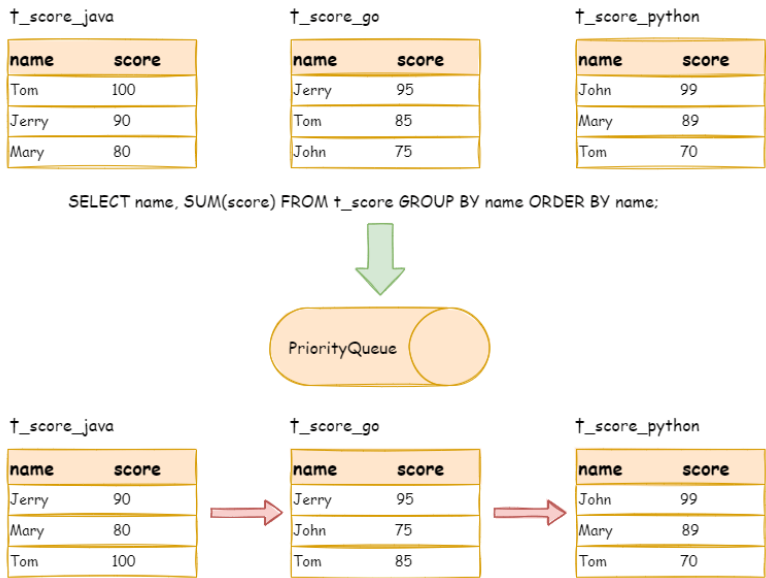 t_score_java t_score_go t_score_python
name score name score name score
Tom 100 Jerry 95 John 99
Jerry 90 Tom 85 Mary 89
Mary 80 John 75 Tom 70
SELECT name, SUM(score) FROM t_score GROUP BY name ORDER BY name;
PriorityQueue
t_score_java t_score_go t_score_python
name score name score name score
Jerry 90 Jerry 95 John 99
Mary 80 John 75 Mary 89
Tom 100 Tom 85 Tom 70